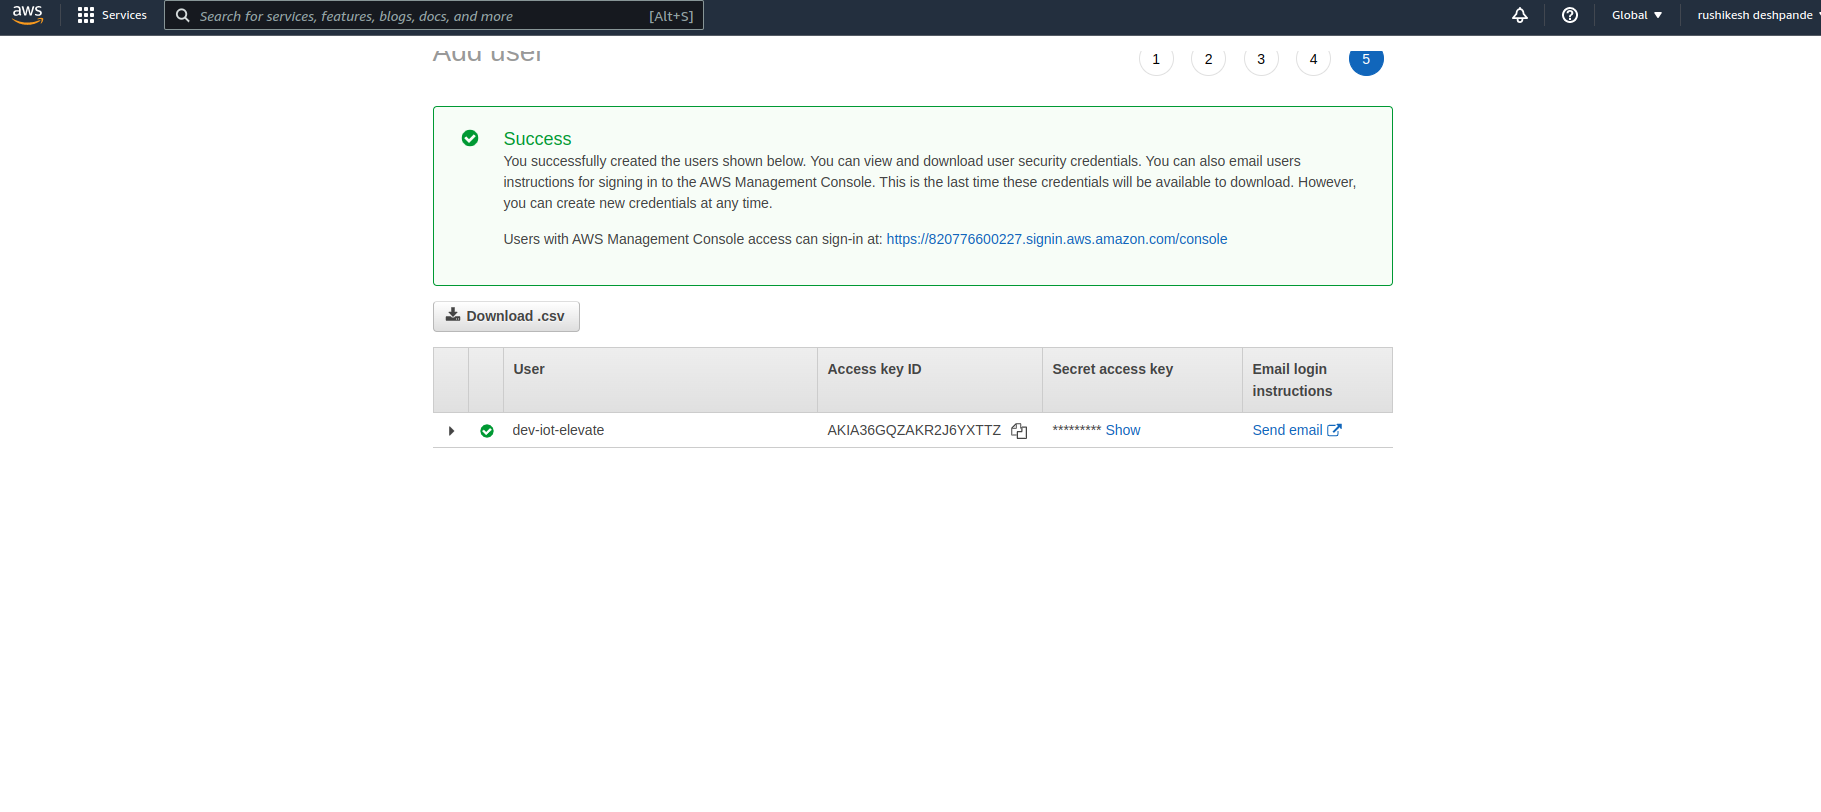 aws
Services
Search for services, features, blogs, docs, and more
[Alt+S]
Global
rushikesh deshpande
Add user
1
2
3
4
5
Success
You successfully created the users shown below. You can view and download user security credentials. You can also email users
instructions for signing in to the AWS Management Console. This is the last time these credentials will be available to download. However,
you can create new credentials at any time.
Users with AWS Management Console access can sign-in at: https://820776600227.signin.aws.amazon.com/console
Download .csv
User
Access key ID
Secret access key
Email login
instructions
dev-iot-elevate
AKIA36GQZAKR2J6YXTTZ
********* Show
Send email